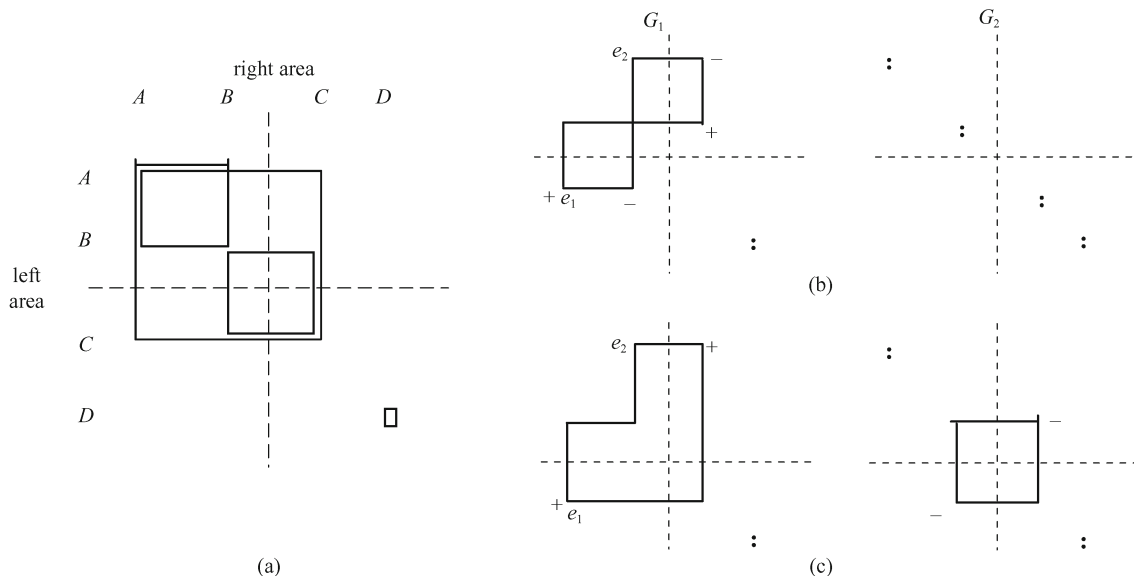 right area
A B C D
A
B
left
area
C
D
(a)
G₁ G₂
e₂ −
+
+ e₁ −
(b)
e₂ +
−
+ e₁
−
(c)